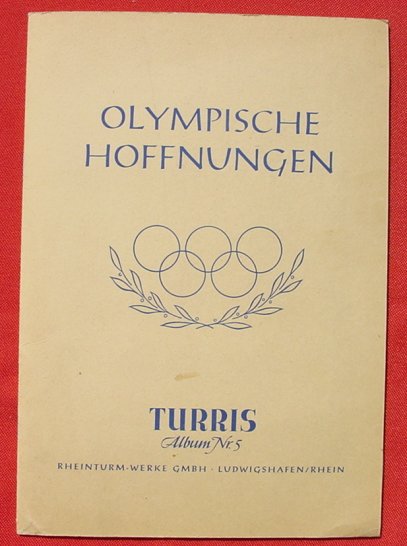 OLYMPISCHE
HOFFNUNGEN
TURRIS
Album Nr. 5
RHEINTURM-WERKE GMBH · LUDWIGSHAFEN/RHEIN